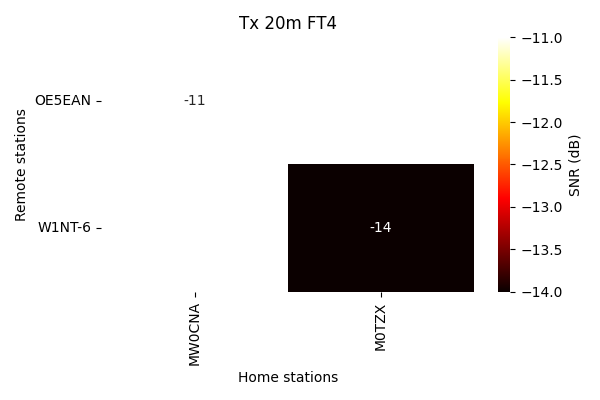 Tx 20m FT4
Remote stations
OE5EAN
W1NT-6
-11
-14
MW0CNA
M0TZX
Home stations
−11.0
−11.5
−12.0
−12.5
−13.0
−13.5
−14.0
SNR (dB)